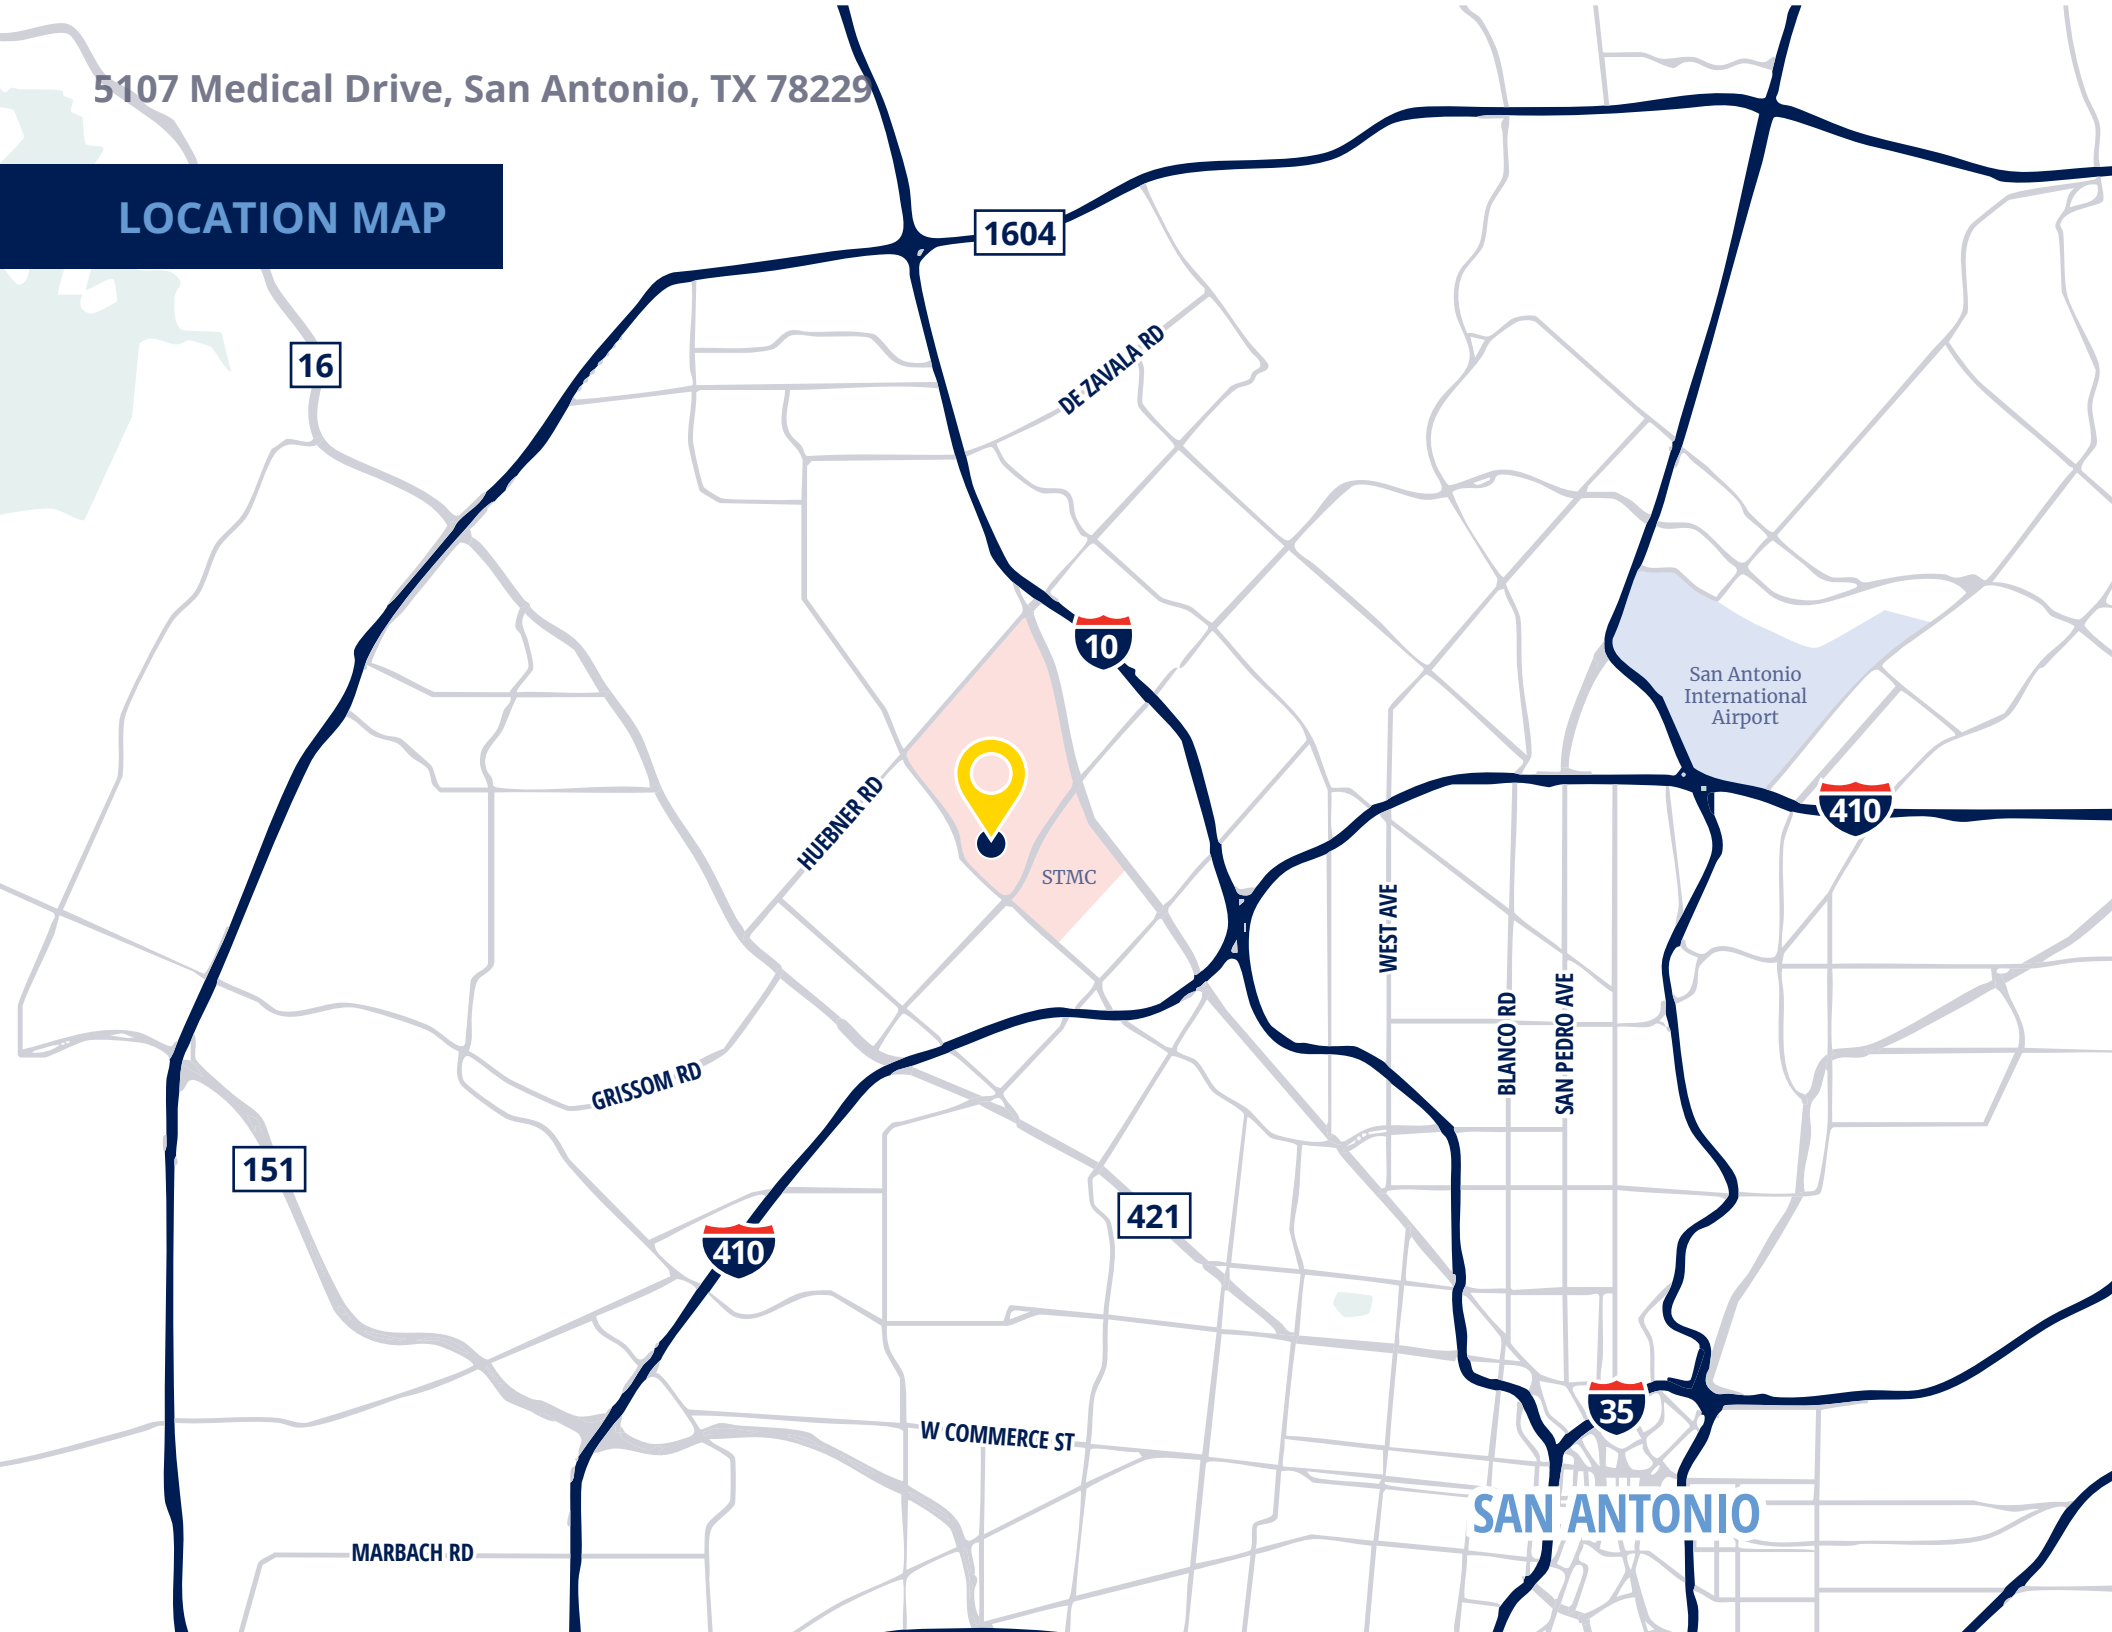 5107 Medical Drive, San Antonio, TX 78229
LOCATION MAP
1604
16
DE ZAVALA RD
10
San Antonio
International
Airport
HUEBNER RD
410
STMC
WEST AVE
BLANCO RD
SAN PEDRO AVE
GRISSOM RD
151
421
410
35
W COMMERCE ST
SAN ANTONIO
MARBACH RD